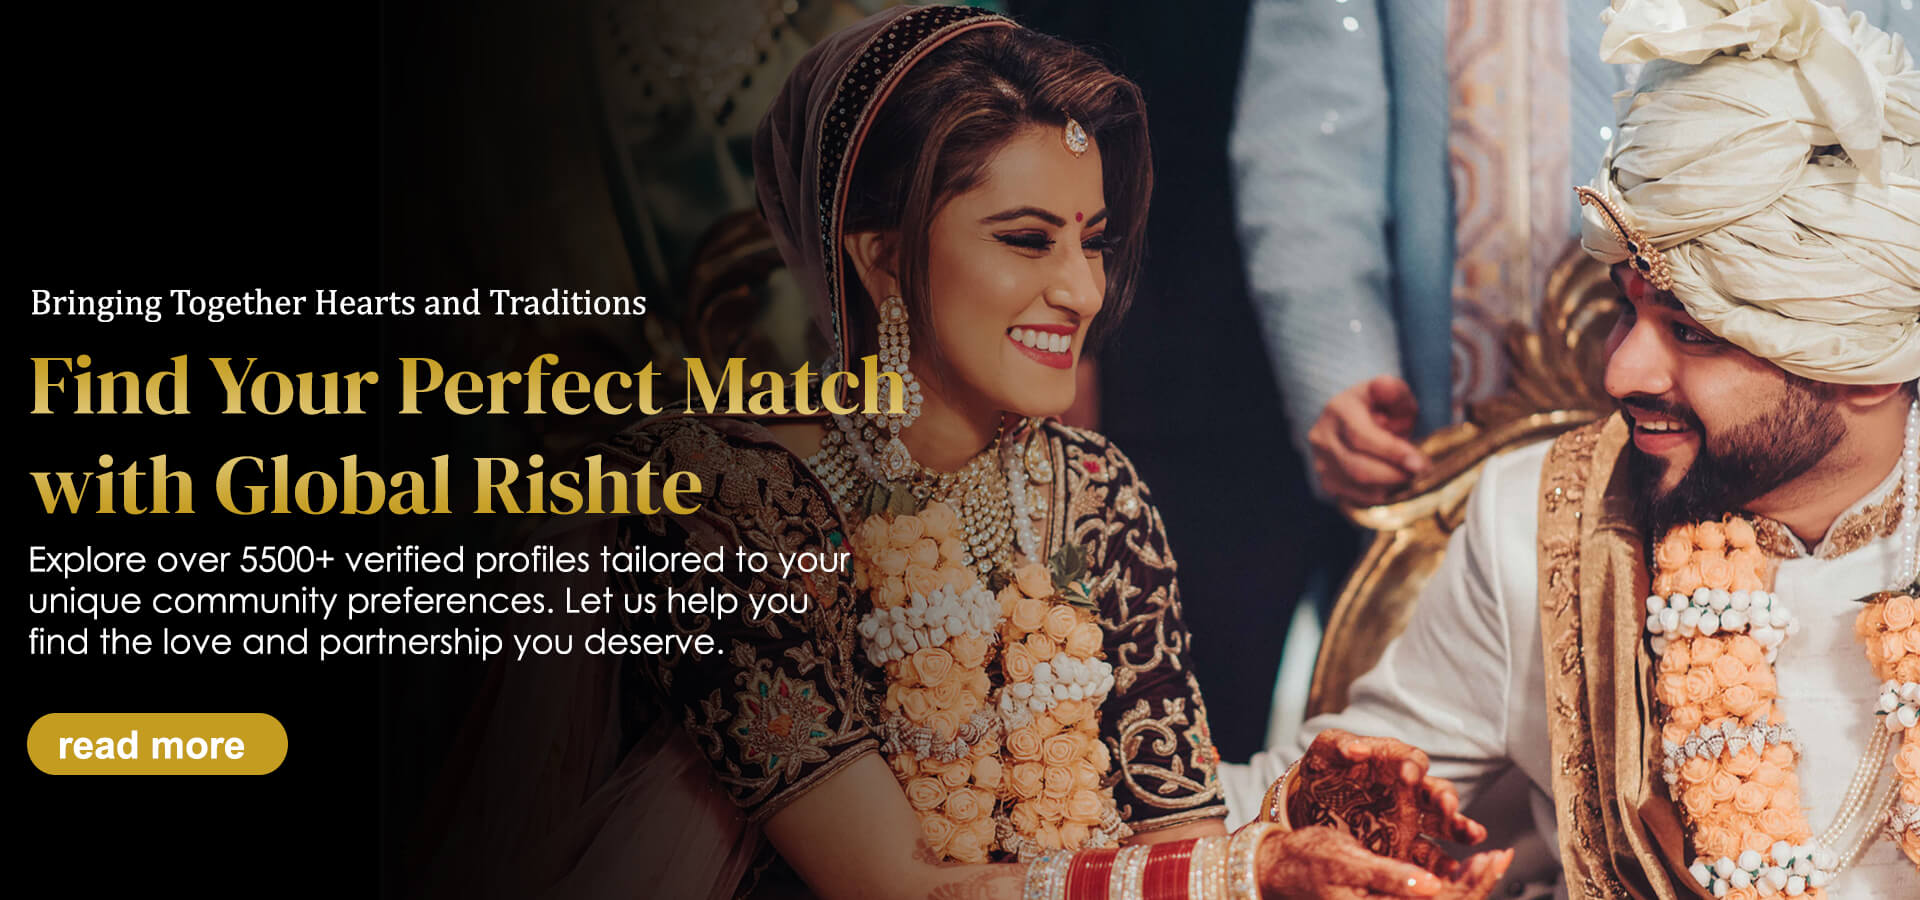 Bringing Together Hearts and Traditions
Find Your Perfect Match
with Global Rishte
Explore over 5500+ verified profiles tailored to your
unique community preferences. Let us help you
find the love and partnership you deserve.
read more